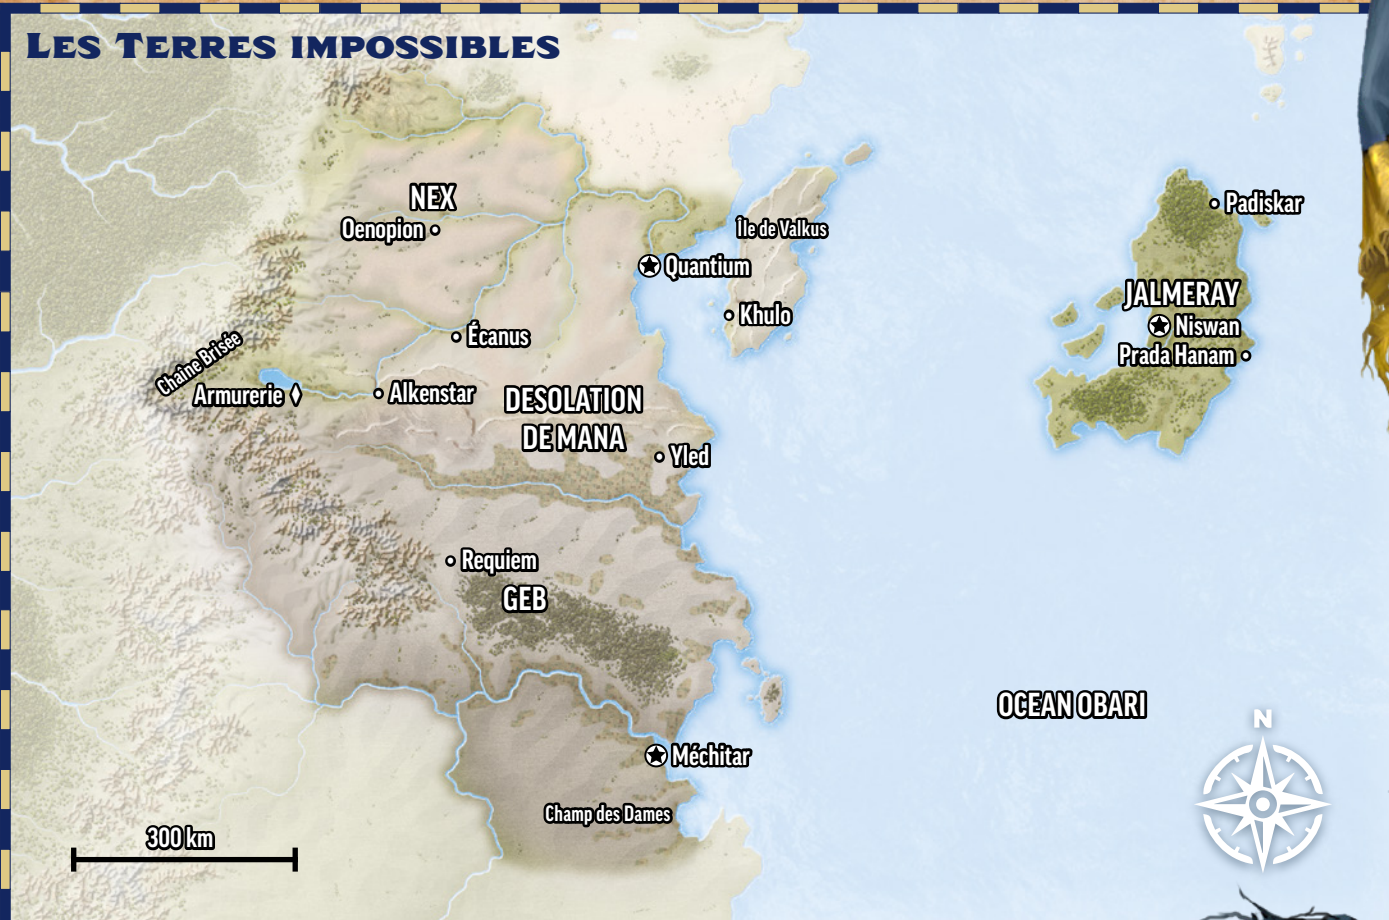 LES TERRES IMPOSSIBLES
NEX
Oenopion
Île de Valkus
Padiskar
Quantium
JALMERAY
Khulo
Niswan
Écanus
Prada Hanam
Chaîne Brisée
Armurerie
Alkenstar
DESOLATION
DE MANA
Yled
Requiem
GEB
OCEAN OBARI
N
Méchitar
Champ des Dames
300 km